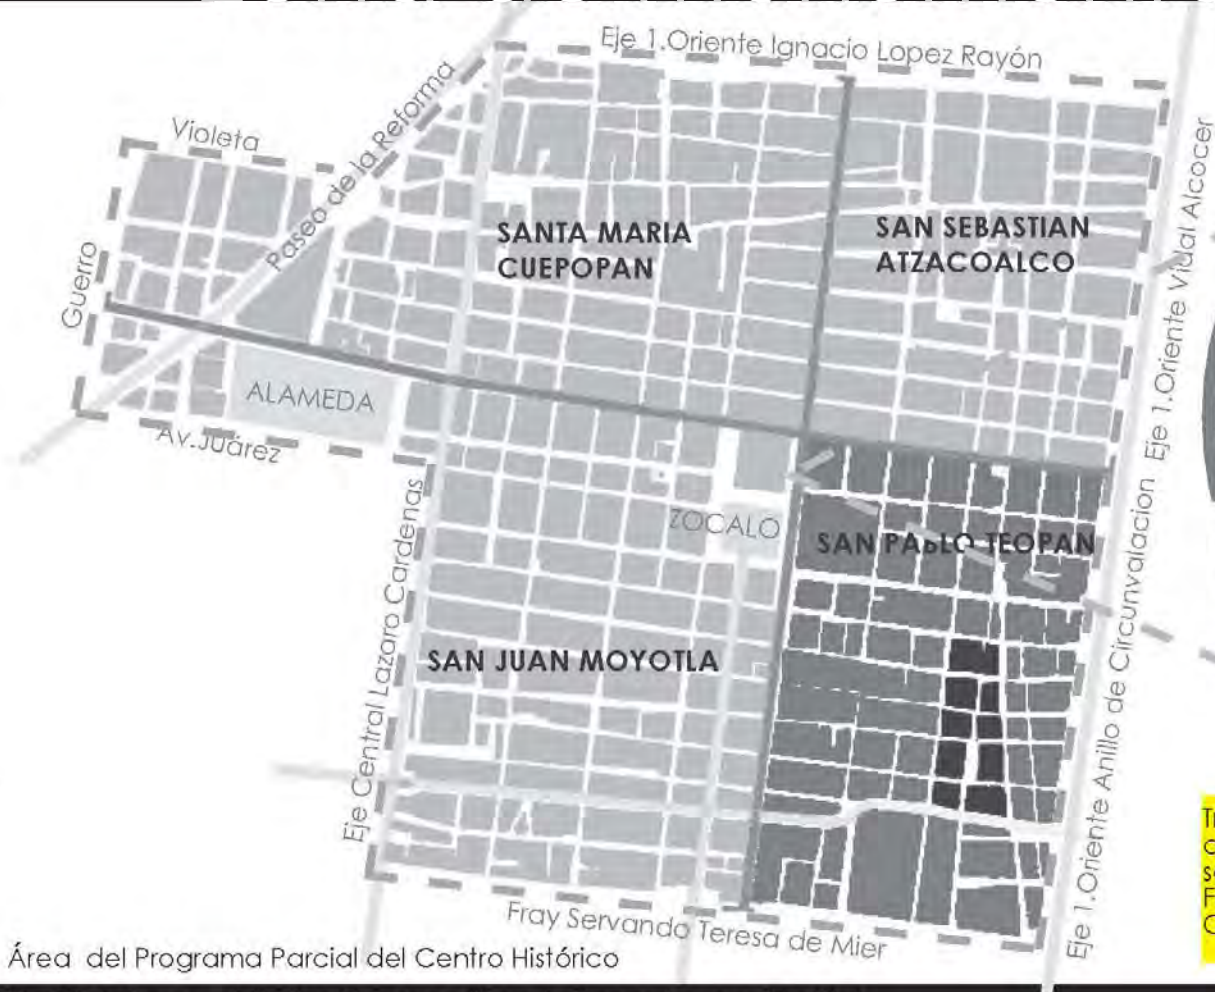 Eje 1.Oriente Ignacio Lopez Rayón
Violeta
Paseo de la Reforma
Eje 1.Oriente Vidal Alcocer
SANTA MARIA
CUEPOPAN
SAN SEBASTIAN
ATZACOALCO
Guerro
ALAMEDA
Av.Juárez
ZOCALO
SAN PABLO TEOPAN
Eje Central Lazaro Cardenas
SAN JUAN MOYOTLA
Eje 1.Oriente Anillo de Circunvalacion
Fray Servando Teresa de Mier
Área del Programa Parcial del Centro Histórico